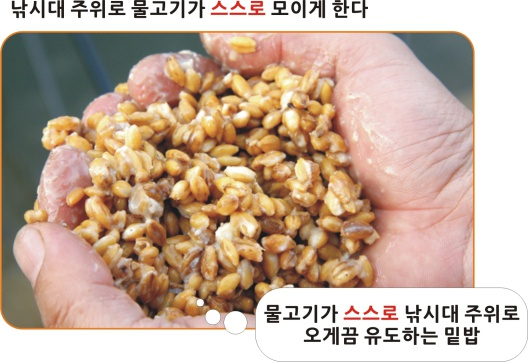 낚시대 주위로 물고기가 스스로 모이게 한다
물고기가 스스로 낚시대 주위로
오게끔 유도하는 밑밥